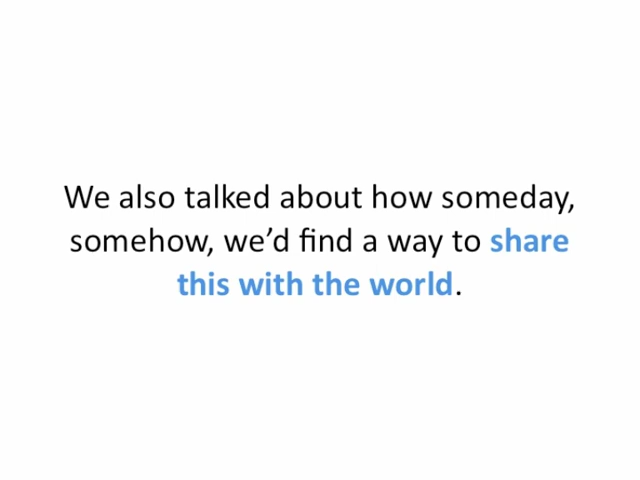 We also talked about how someday,
somehow, we’d find a way to share
this with the world.